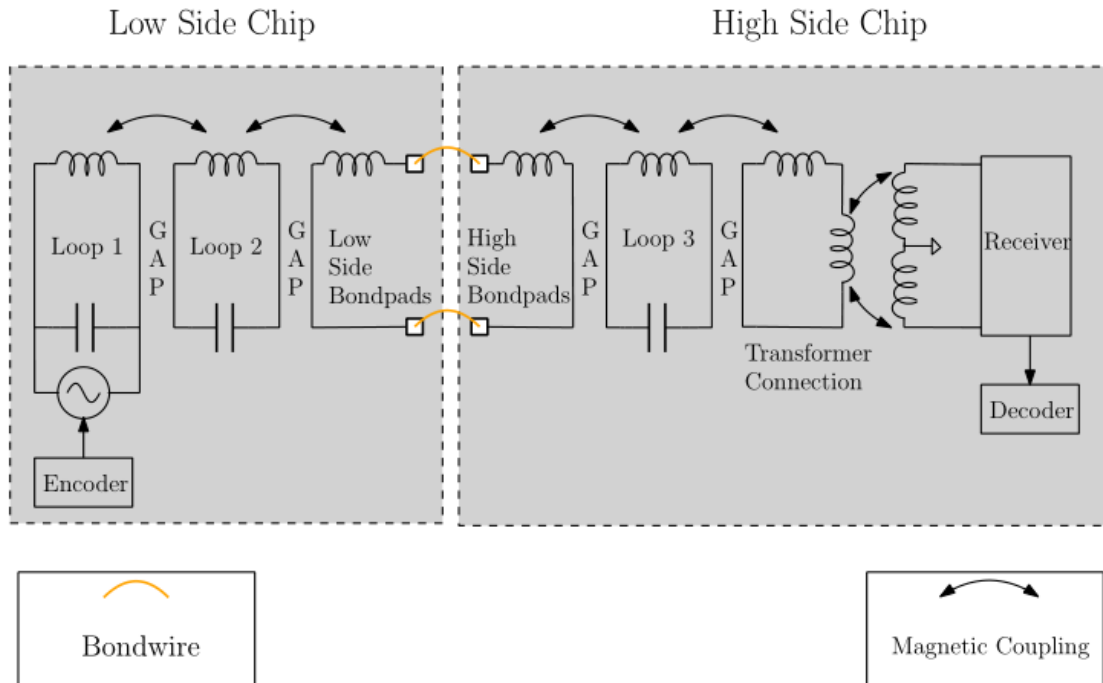 Low Side Chip
High Side Chip
Loop 1
G
A
P
Loop 2
G
A
P
Low
Side
Bondpads
High
Side
Bondpads
G
A
P
Loop 3
G
A
P
Transformer
Connection
Receiver
Decoder
Encoder
Bondwire
Magnetic Coupling